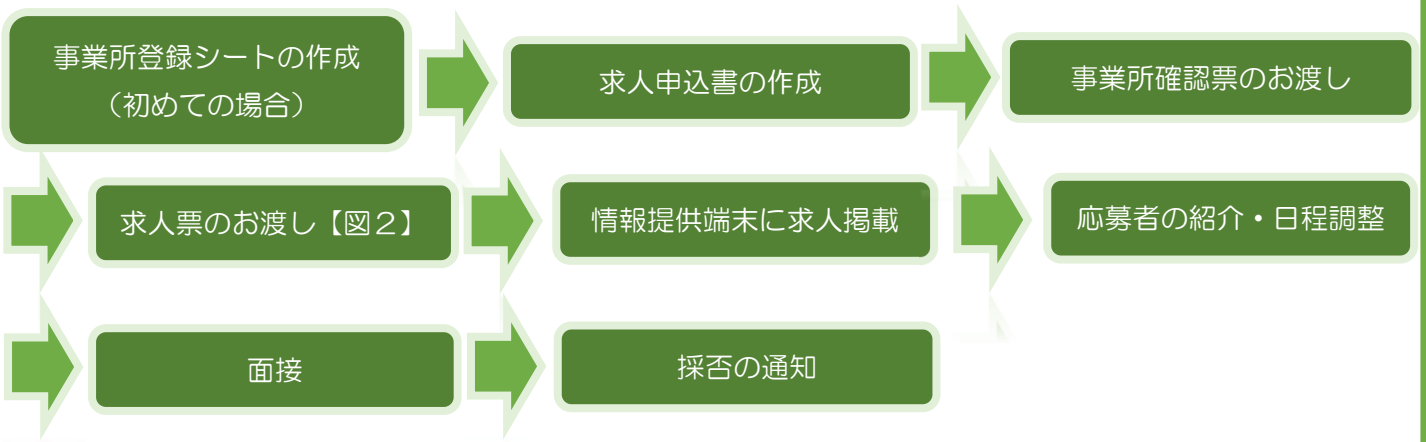 事業所登録シートの作成
（初めての場合）
求人申込書の作成
事業所確認票のお渡し
求人票のお渡し【図２】
情報提供端末に求人掲載
応募者の紹介・日程調整
面接
採否の通知